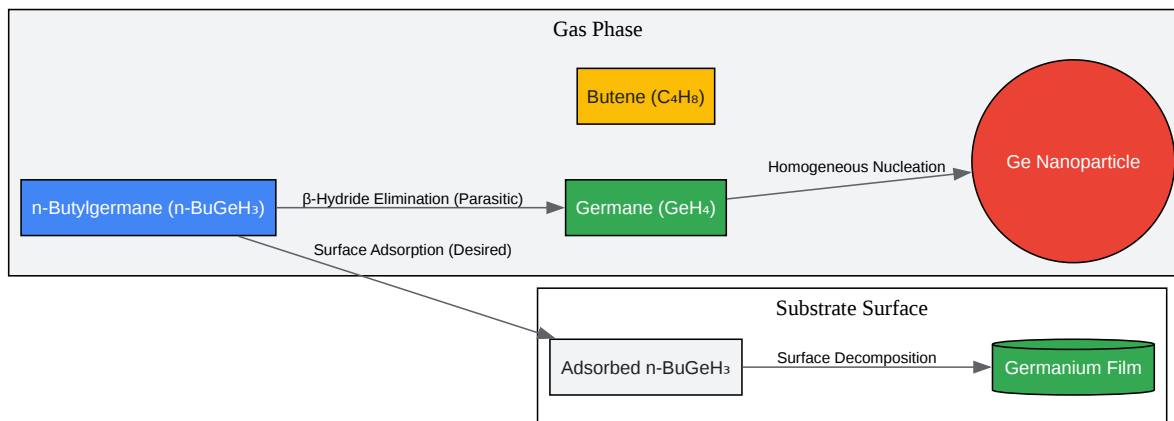 Gas Phase
Butene (C₄H₈)
Homogeneous Nucleation
Ge Nanoparticle
n-Butylgermane (n-BuGeH₃)
β-Hydride Elimination (Parasitic)
Germane (GeH₄)
Surface Adsorption (Desired)
Substrate Surface
Adsorbed n-BuGeH₃
Surface Decomposition
Germanium Film